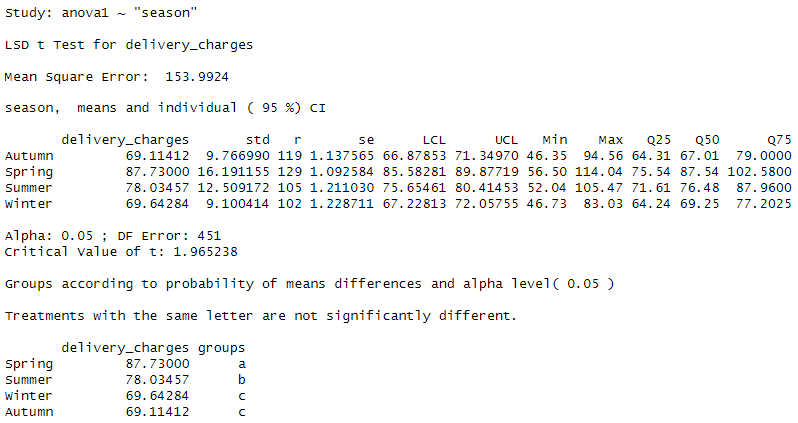 Study: anova1 ~ "season"
LSD t Test for delivery_charges
Mean Square Error:  153.9924
season,  means and individual ( 95 %) CI
       delivery_charges       std   r       se      LCL      UCL   Min    Max   Q25   Q50      Q75
Autumn         69.11412  9.766990 119 1.137565 66.87853 71.34970 46.35  94.56 64.31 67.01  79.0000
Spring         87.73000 16.191155 129 1.092584 85.58281 89.87719 56.50 114.04 75.54 87.54 102.5800
Summer         78.03457 12.509172 105 1.211030 75.65461 80.41453 52.04 105.47 71.61 76.48  87.9600
Winter         69.64284  9.100414 102 1.228711 67.22813 72.05755 46.73  83.03 64.24 69.25  77.2025
Alpha: 0.05 ; DF Error: 451
Critical Value of t: 1.965238
Groups according to probability of means differences and alpha level( 0.05 )
Treatments with the same letter are not significantly different.
       delivery_charges groups
Spring         87.73000      a
Summer         78.03457      b
Winter         69.64284      c
Autumn         69.11412      c